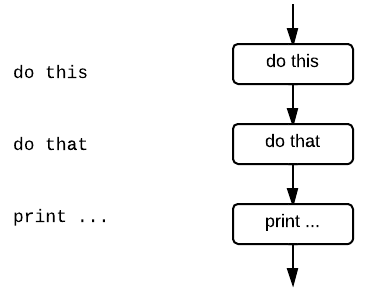 do this
do this
do that
do that
print ...
print ...